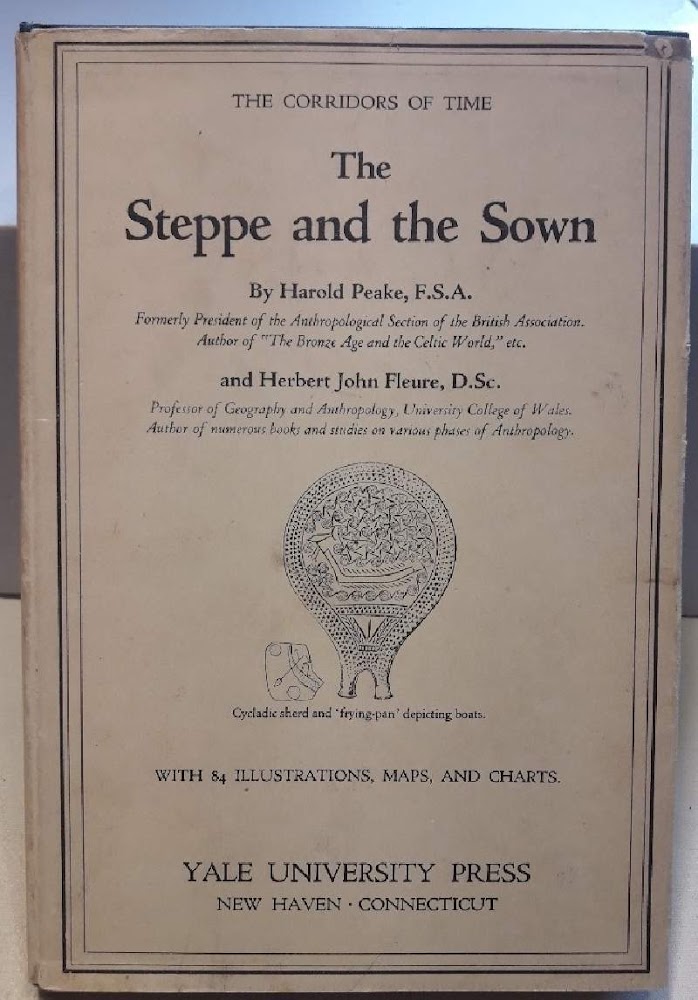 THE CORRIDORS OF TIME
The
Steppe and the Sown
By Harold Peake, F.S.A.
Formerly President of the Anthropological Section of the British Association.
Author of "The Bronze Age and the Celtic World," etc.
and Herbert John Fleure, D.Sc.
Professor of Geography and Anthropology, University College of Wales.
Author of numerous books and studies on various phases of Anthropology.
Cycladic sherd and 'frying-pan' depicting boats.
WITH 84 ILLUSTRATIONS, MAPS, AND CHARTS.
YALE UNIVERSITY PRESS
NEW HAVEN · CONNECTICUT